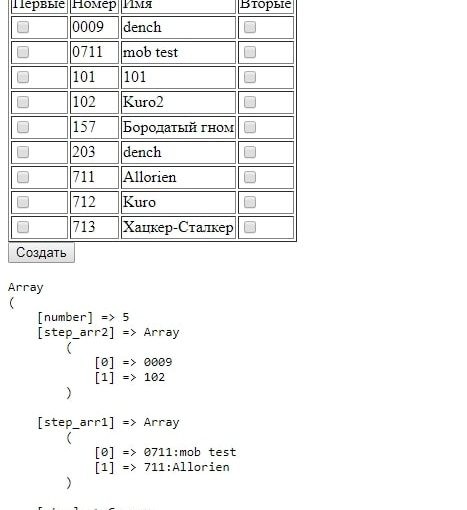 Первые Номер Имя Вторые
0009 dench
0711 mob test
101 101
102 Kuro2
157 Бородатый гном
203 dench
711 Allorien
712 Kuro
713 Хацкер-Сталкер
Создать
Array
(
[number] => 5
[step_arr2] => Array
(
[0] => 0009
[1] => 102
)
[step_arr1] => Array
(
[0] => 0711:mob test
[1] => 711:Allorien
)